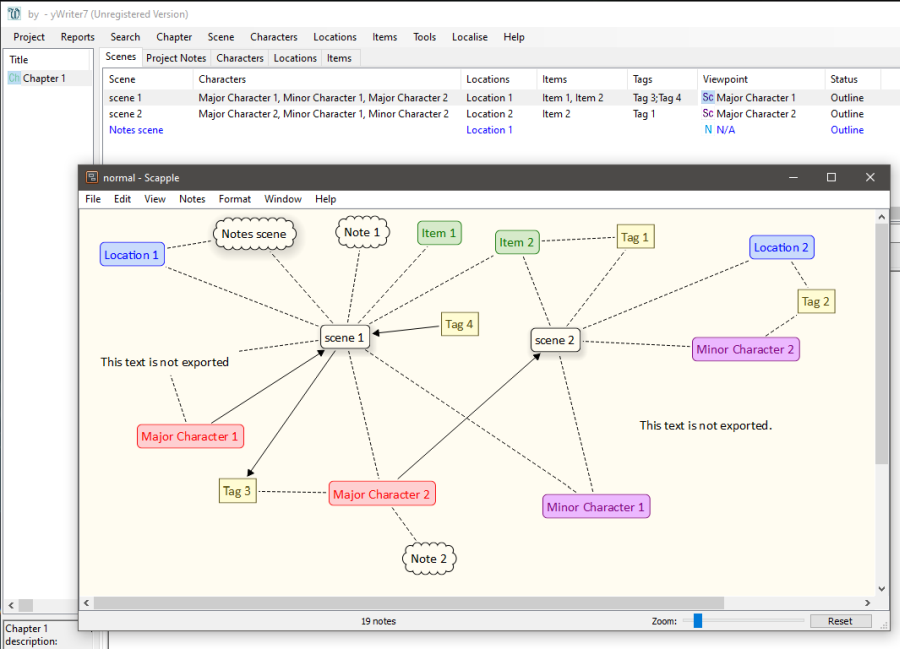 by - yWriter7 (Unregistered Version)
Project Reports Search Chapter Scene Characters Locations Items Tools Localise Help
Title
Ch Chapter 1
Scenes Project Notes Characters Locations Items
Scene Characters Locations Items Tags Viewpoint Status
scene 1 Major Character 1, Minor Character 1, Major Character 2 Location 1 Item 1, Item 2 Tag 3;Tag 4 Sc Major Character 1 Outline
scene 2 Major Character 2, Minor Character 1, Minor Character 2 Location 2 Item 2 Tag 1 Sc Major Character 2 Outline
Notes scene Location 1 N N/A Outline
normal - Scapple
File Edit View Notes Format Window Help
Notes scene
Note 1
Item 1
Item 2
Tag 1
Location 1
Location 2
Tag 2
Tag 4
scene 1
scene 2
Minor Character 2
This text is not exported
This text is not exported.
Major Character 1
Tag 3
Major Character 2
Minor Character 1
Note 2
19 notes
Zoom:
Reset
Chapter 1
description: